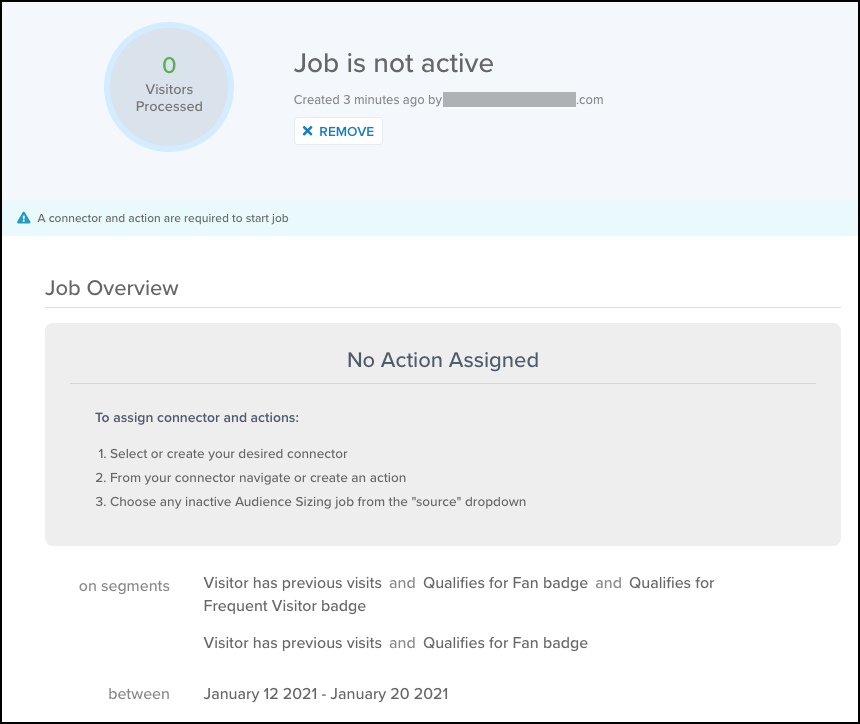 0
Visitors
Processed
Job is not active
Created 3 minutes ago by .com
REMOVE
A connector and action are required to start job
Job Overview
No Action Assigned
To assign connector and actions:
1. Select or create your desired connector
2. From your connector navigate or create an action
3. Choose any inactive Audience Sizing job from the "source" dropdown
on segments
Visitor has previous visits and Qualifies for Fan badge and Qualifies for
Frequent Visitor badge
Visitor has previous visits and Qualifies for Fan badge
between
January 12 2021 - January 20 2021